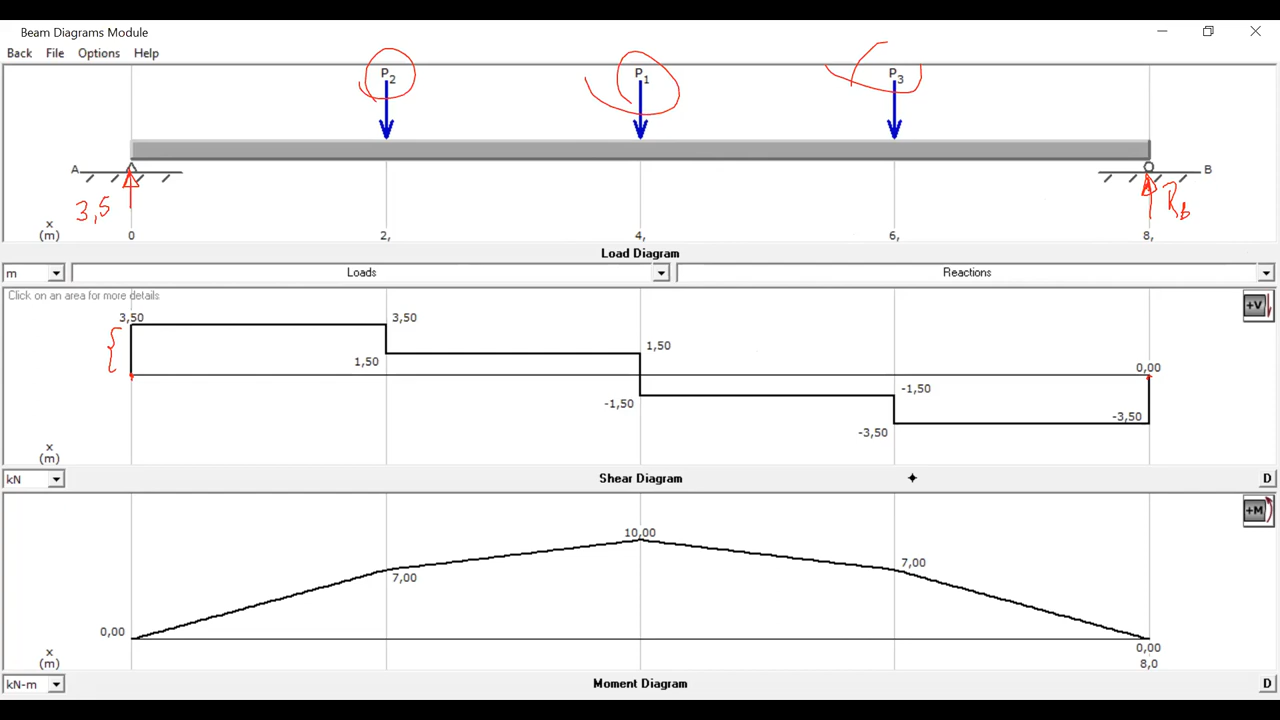 Beam Diagrams Module
Back File Options Help
P2 P1 P3
A B
3,5 Rb
x
(m) 0 2, 4, 6, 8,
Load Diagram
m Loads Reactions
Click on an area for more details
+V
3,50 3,50
1,50 1,50
0,00
-1,50 -1,50
-3,50 -3,50
x
(m)
kN Shear Diagram D
+M
10,00
7,00 7,00
0,00 0,00
x
(m) 8,0
kN-m Moment Diagram D